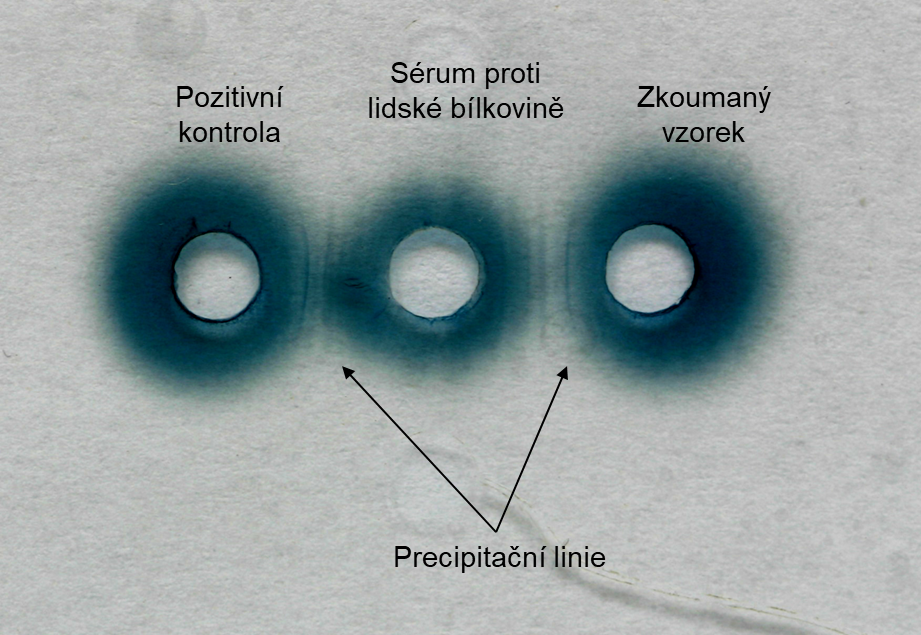 Pozitivní
kontrola
Sérum proti
lidské bílkovině
Zkoumaný
vzorek
Precipitační linie